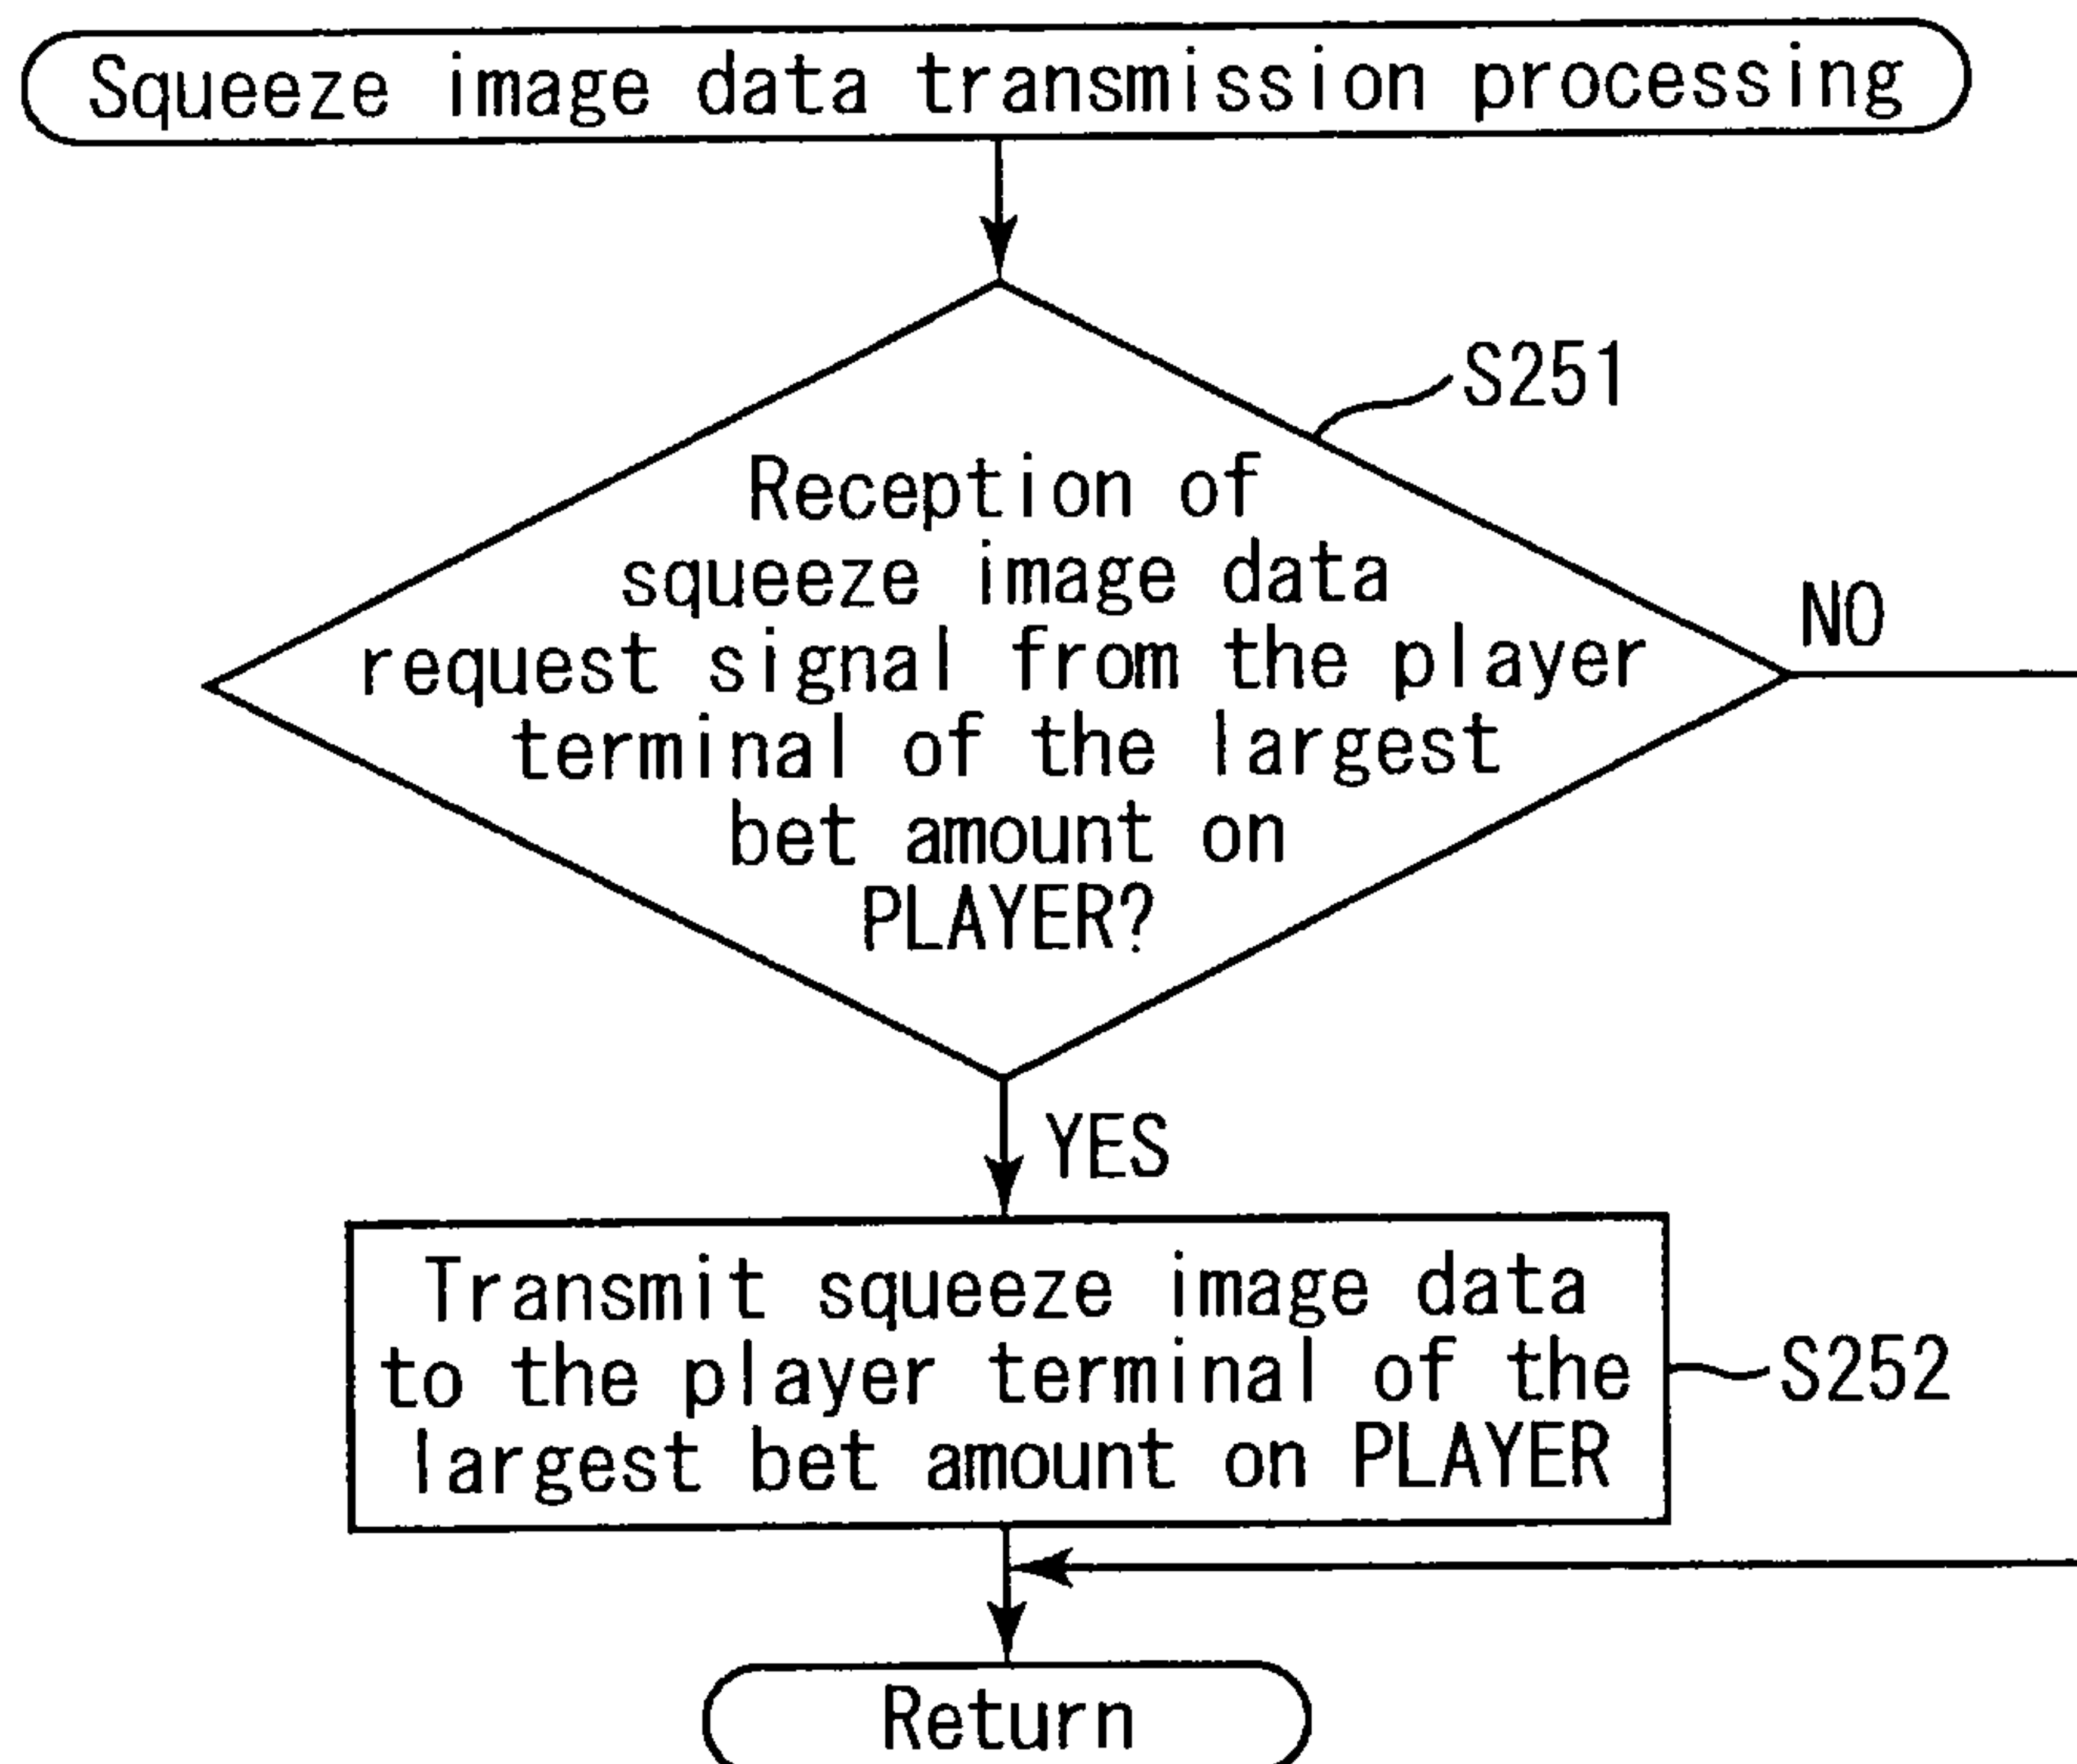 Squeeze image data transmission processing
S251
Reception of
squeeze image data
request signal from the player
terminal of the largest
bet amount on
PLAYER?
NO
YES
Transmit squeeze image data
to the player terminal of the
largest bet amount on PLAYER
S252
Return